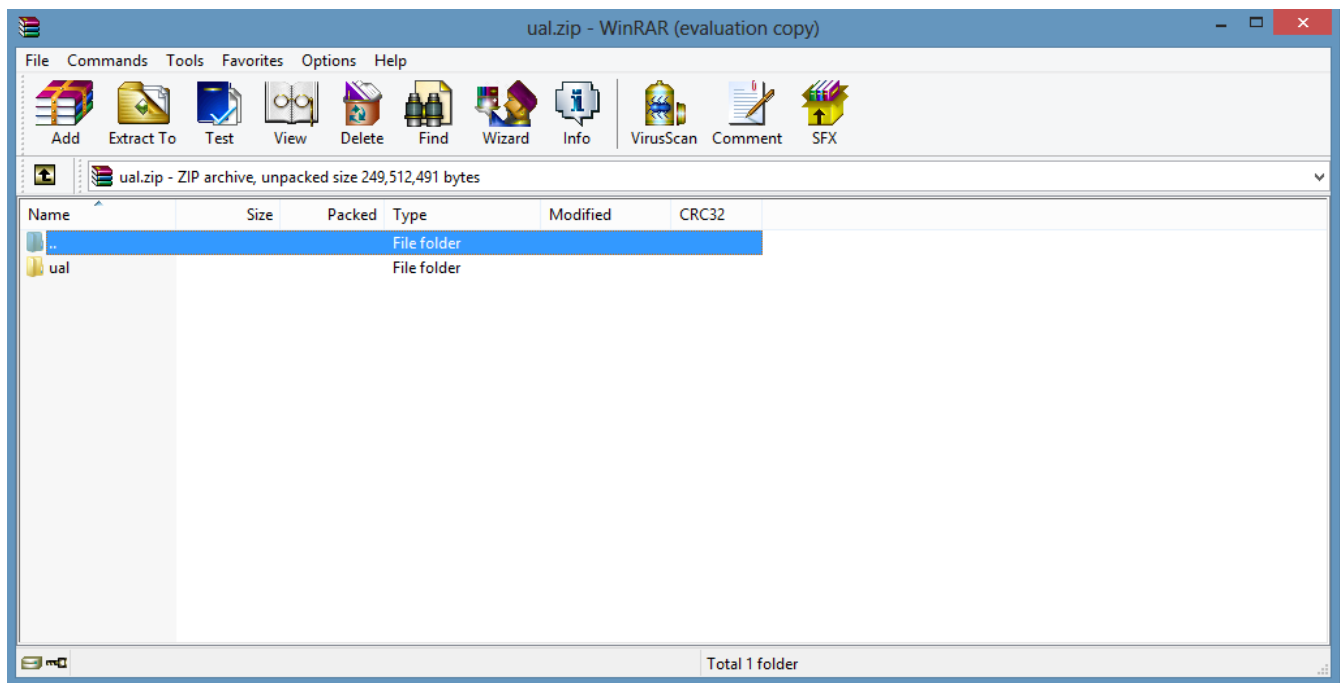 ual.zip - WinRAR (evaluation copy)
File Commands Tools Favorites Options Help
Add Extract To Test View Delete Find Wizard Info VirusScan Comment SFX
ual.zip - ZIP archive, unpacked size 249,512,491 bytes
Name Size Packed Type Modified CRC32
.. File folder
ual File folder
Total 1 folder